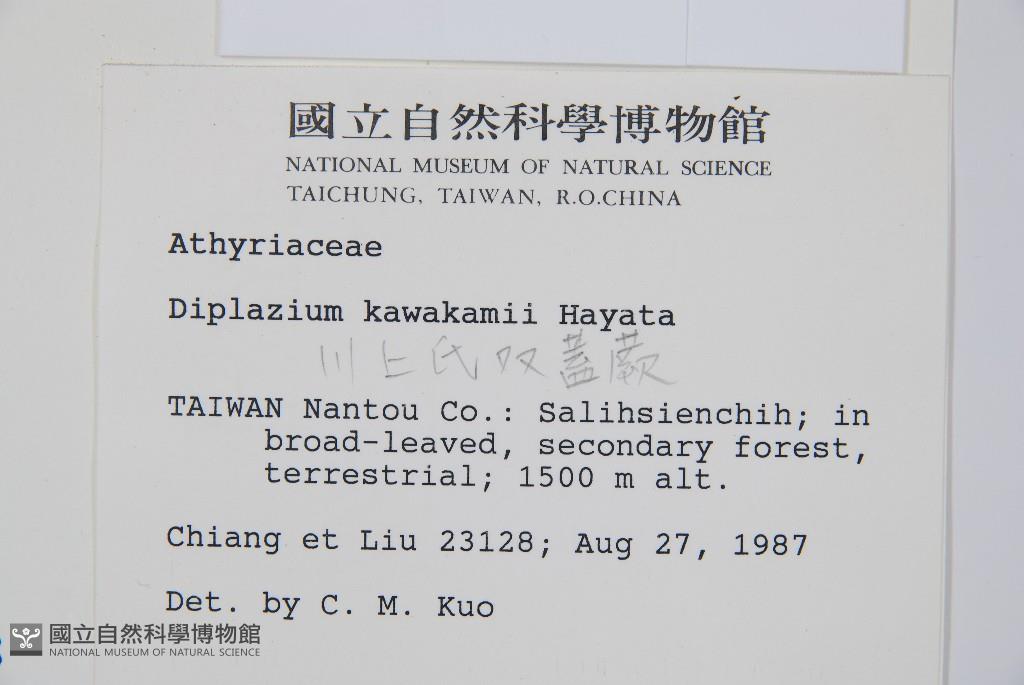 國立自然科學博物館
NATIONAL MUSEUM OF NATURAL SCIENCE
TAICHUNG, TAIWAN, R.O.CHINA
Athyriaceae
Diplazium kawakamii Hayata
川上氏双蓋蕨
TAIWAN Nantou Co.: Salihsienchih; in
broad-leaved, secondary forest,
terrestrial; 1500 m alt.
Chiang et Liu 23128; Aug 27, 1987
Det. by C. M. Kuo
國立自然科學博物館
NATIONAL MUSEUM OF NATURAL SCIENCE